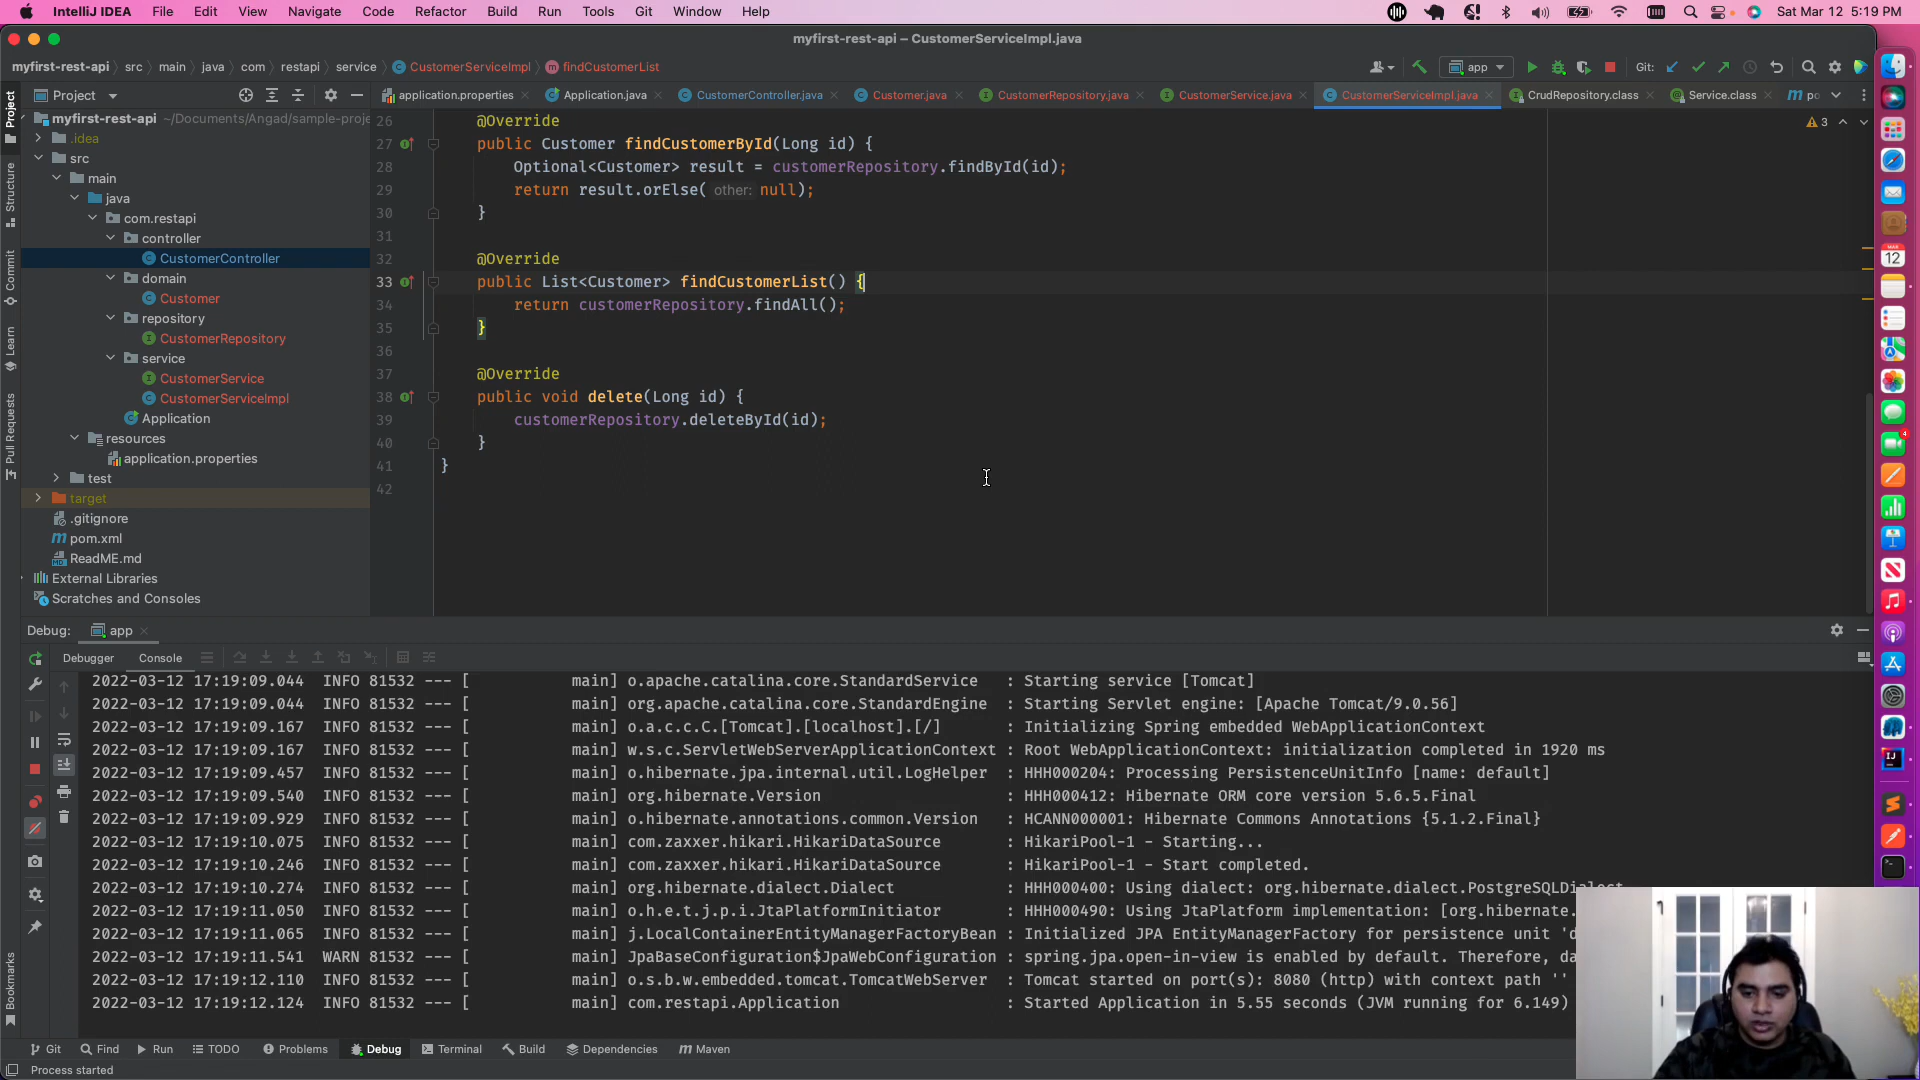 IntelliJ IDEA File Edit View Navigate Code Refactor Build Run Tools Git Window Help Sat Mar 12 5:19 PM
myfirst-rest-api – CustomerServiceImpl.java
myfirst-rest-api src main java com restapi service CustomerServiceImpl findCustomerList app Git:
Project application.properties Application.java CustomerController.java Customer.java CustomerRepository.java CustomerService.java CustomerServiceImpl.java CrudRepository.class Service.class po
myfirst-rest-api ~/Documents/Angad/sample-proje
.idea
src
main
java
com.restapi
controller
CustomerController
domain
Customer
repository
CustomerRepository
service
CustomerService
CustomerServiceImpl
Application
resources
application.properties
test
target
.gitignore
pom.xml
ReadME.md
External Libraries
Scratches and Consoles
Project
Structure
Commit
Learn
Pull Requests
Bookmarks
3
26 @Override
27 public Customer findCustomerById(Long id) {
28 Optional<Customer> result = customerRepository.findById(id);
29 return result.orElse( other: null);
30 }
31
32 @Override
33 public List<Customer> findCustomerList() {
34 return customerRepository.findAll();
35 }
36
37 @Override
38 public void delete(Long id) {
39 customerRepository.deleteById(id);
40 }
41 }
42
12
4
Debug: app
Debugger Console
2022-03-12 17:19:09.044 INFO 81532 --- [ main] o.apache.catalina.core.StandardService : Starting service [Tomcat]
2022-03-12 17:19:09.044 INFO 81532 --- [ main] org.apache.catalina.core.StandardEngine : Starting Servlet engine: [Apache Tomcat/9.0.56]
2022-03-12 17:19:09.167 INFO 81532 --- [ main] o.a.c.c.C.[Tomcat].[localhost].[/] : Initializing Spring embedded WebApplicationContext
2022-03-12 17:19:09.167 INFO 81532 --- [ main] w.s.c.ServletWebServerApplicationContext : Root WebApplicationContext: initialization completed in 1920 ms
2022-03-12 17:19:09.457 INFO 81532 --- [ main] o.hibernate.jpa.internal.util.LogHelper : HHH000204: Processing PersistenceUnitInfo [name: default]
2022-03-12 17:19:09.540 INFO 81532 --- [ main] org.hibernate.Version : HHH000412: Hibernate ORM core version 5.6.5.Final
2022-03-12 17:19:09.929 INFO 81532 --- [ main] o.hibernate.annotations.common.Version : HCANN000001: Hibernate Commons Annotations {5.1.2.Final}
2022-03-12 17:19:10.075 INFO 81532 --- [ main] com.zaxxer.hikari.HikariDataSource : HikariPool-1 - Starting...
2022-03-12 17:19:10.246 INFO 81532 --- [ main] com.zaxxer.hikari.HikariDataSource : HikariPool-1 - Start completed.
2022-03-12 17:19:10.274 INFO 81532 --- [ main] org.hibernate.dialect.Dialect : HHH000400: Using dialect: org.hibernate.dialect.PostgreSQLDialect
2022-03-12 17:19:11.050 INFO 81532 --- [ main] o.h.e.t.j.p.i.JtaPlatformInitiator : HHH000490: Using JtaPlatform implementation: [org.hibernate.
2022-03-12 17:19:11.065 INFO 81532 --- [ main] j.LocalContainerEntityManagerFactoryBean : Initialized JPA EntityManagerFactory for persistence unit 'd
2022-03-12 17:19:11.541 WARN 81532 --- [ main] JpaBaseConfiguration$JpaWebConfiguration : spring.jpa.open-in-view is enabled by default. Therefore, da
2022-03-12 17:19:12.110 INFO 81532 --- [ main] o.s.b.w.embedded.tomcat.TomcatWebServer : Tomcat started on port(s): 8080 (http) with context path ''
2022-03-12 17:19:12.124 INFO 81532 --- [ main] com.restapi.Application : Started Application in 5.55 seconds (JVM running for 6.149)
Git Find Run TODO Problems Debug Terminal Build Dependencies Maven
Process started